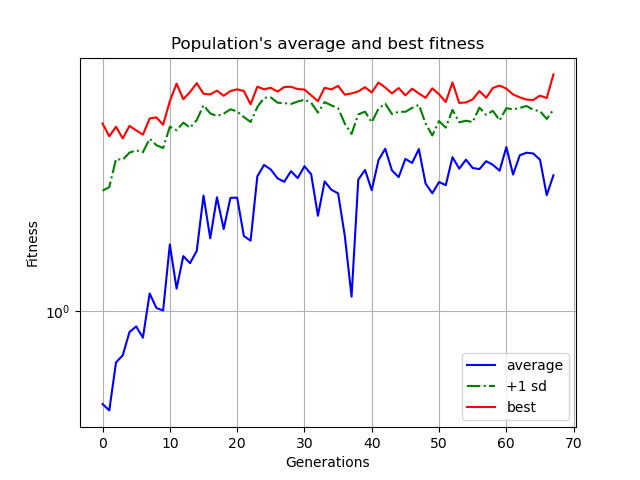 Population's average and best fitness
Fitness
10⁰
average
+1 sd
best
0 10 20 30 40 50 60 70
Generations